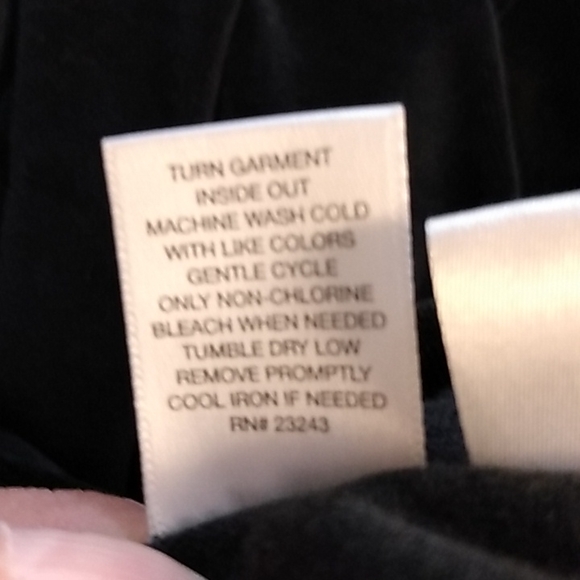 TURN GARMENT
INSIDE OUT
MACHINE WASH COLD
WITH LIKE COLORS
GENTLE CYCLE
ONLY NON-CHLORINE
BLEACH WHEN NEEDED
TUMBLE DRY LOW
REMOVE PROMPTLY
COOL IRON IF NEEDED
RN# 23243